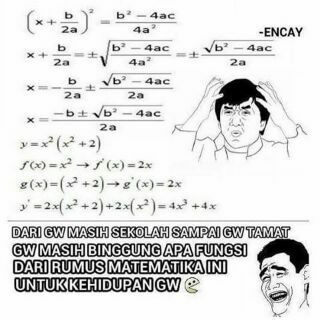 (x + b/2a)² = b² − 4ac / 4a²
-ENCAY
x + b/2a = ±√(b² − 4ac / 4a²) = ± √(b² − 4ac) / 2a
x = − b/2a ± √(b² − 4ac) / 2a
x = −b ± √(b² − 4ac) / 2a
y = x²(x² + 2)
f(x) = x² → f'(x) = 2x
g(x) = (x² + 2) → g'(x) = 2x
y' = 2x(x² + 2) + 2x(x²) = 4x³ + 4x
DARI GW MASIH SEKOLAH SAMPAI GW TAMAT
GW MASIH BINGGUNG APA FUNGSI
DARI RUMUS MATEMATIKA INI
UNTUK KEHIDUPAN GW